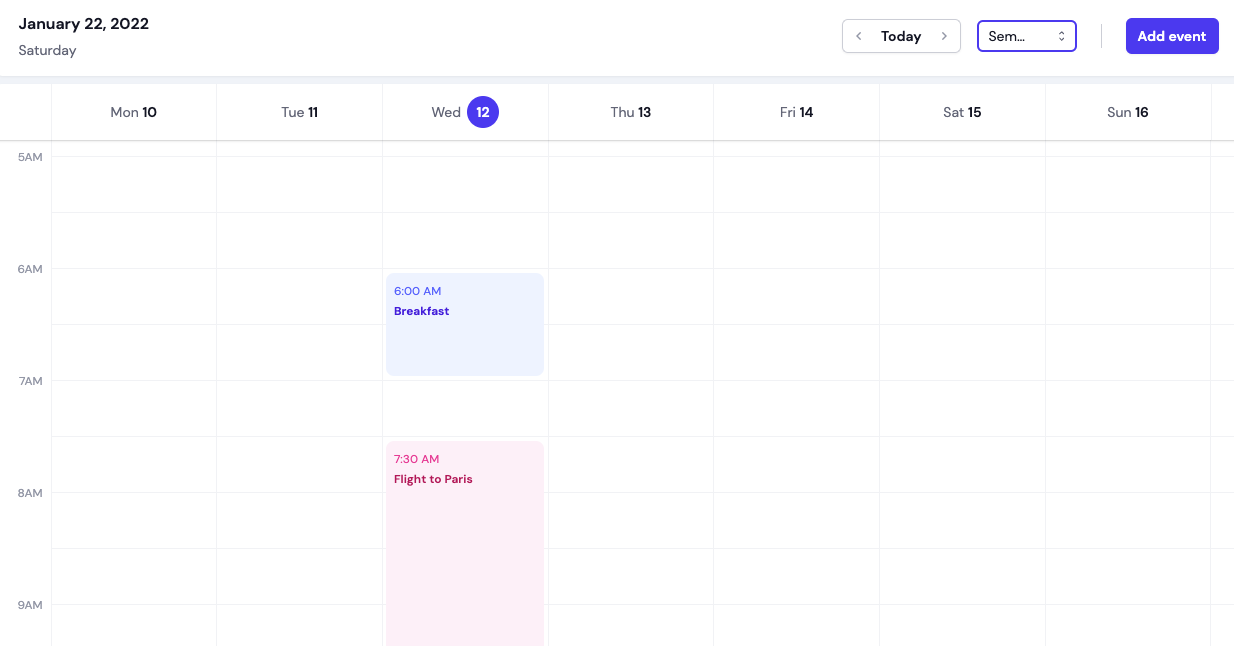 January 22, 2022
Saturday
Today
Sem...
Add event
Mon 10
Tue 11
Wed 12
Thu 13
Fri 14
Sat 15
Sun 16
5AM
6AM
6:00 AM
Breakfast
7AM
7:30 AM
Flight to Paris
8AM
9AM